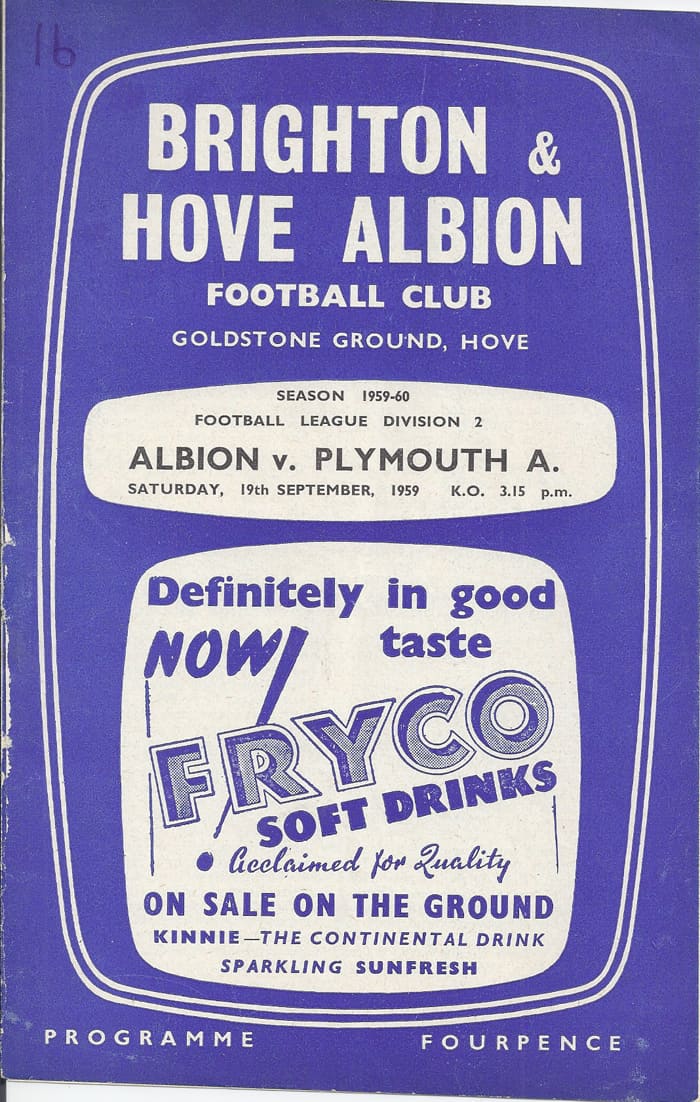 16
BRIGHTON &
HOVE ALBION
FOOTBALL CLUB
GOLDSTONE GROUND, HOVE
SEASON 1959-60
FOOTBALL LEAGUE DIVISION 2
ALBION v. PLYMOUTH A.
SATURDAY, 19th SEPTEMBER, 1959 K.O. 3.15 p.m.
Definitely in good
taste
NOW!
FRYCO
SOFT DRINKS
• Acclaimed for Quality
ON SALE ON THE GROUND
KINNIE—THE CONTINENTAL DRINK
SPARKLING SUNFRESH
PROGRAMME FOURPENCE